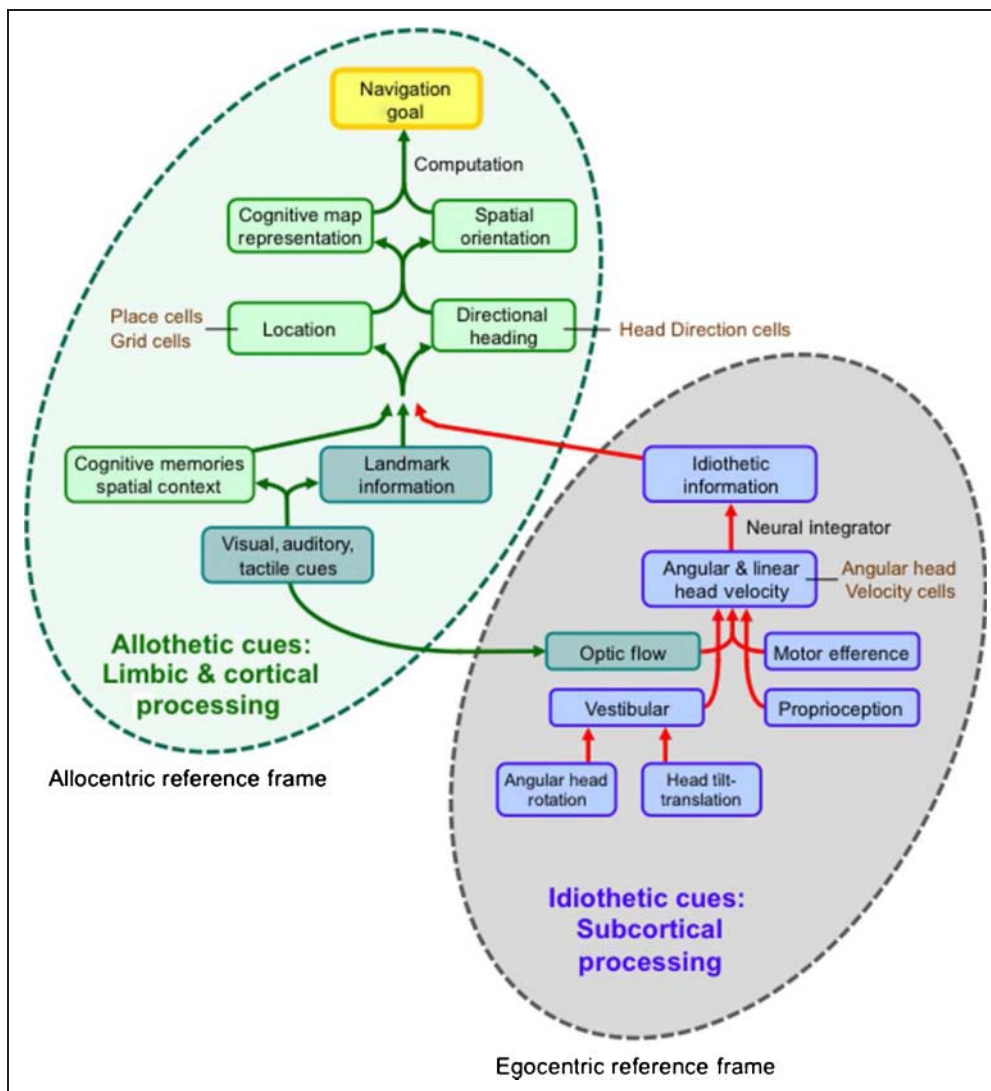 Navigation
goal
Computation
Cognitive map
representation
Spatial
orientation
Place cells
Grid cells
Location
Directional
heading
Head Direction cells
Cognitive memories
spatial context
Landmark
information
Idiothetic
information
Visual, auditory,
tactile cues
Neural integrator
Angular & linear
head velocity
Angular head
Velocity cells
Allothetic cues:
Limbic & cortical
processing
Optic flow
Motor efference
Vestibular
Proprioception
Angular head
rotation
Head tilt-
translation
Allocentric reference frame
Idiothetic cues:
Subcortical
processing
Egocentric reference frame